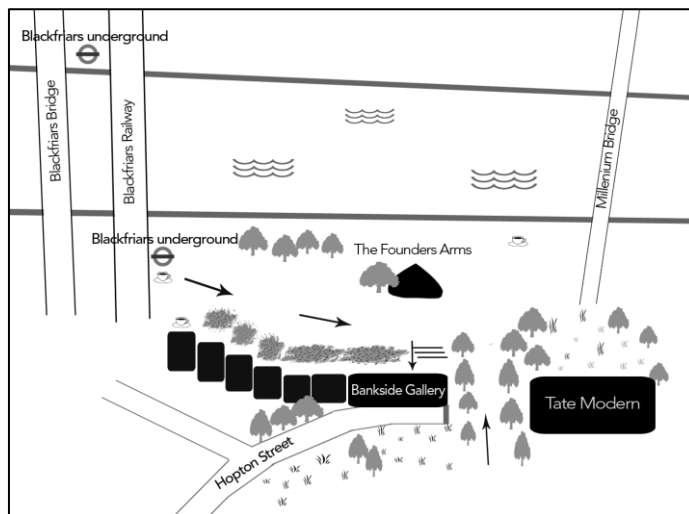 Blackfriars underground
Blackfriars Bridge
Blackfriars Railway
Millenium Bridge
Blackfriars underground
The Founders Arms
Bankside Gallery
Tate Modern
Hopton Street